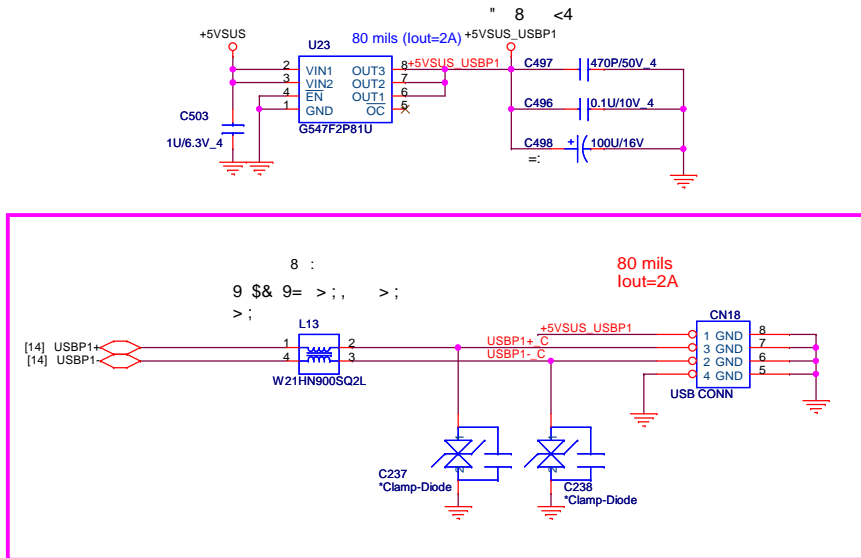 " 8 <4
+5VSUS
U23
80 mils (Iout=2A)
+5VSUS_USBP1
2 VIN1 OUT3 8 +5VSUS_USBP1
3 VIN2 OUT2 7
4 EN OUT1 6
1 GND OC 5
G547F2P81U
C503
1U/6.3V_4
C497 470P/50V_4
C496 0.1U/10V_4
C498 + 100U/16V
=:
8 :
9 $& 9= >;, >;
>;
80 mils
Iout=2A
L13
CN18
[14] USBP1+ 1 2
[14] USBP1- 4 3
W21HN900SQ2L
+5VSUS_USBP1
USBP1+_C
USBP1-_C
1 GND 8
3 GND 7
2 GND 6
4 GND 5
USB CONN
1 2
1 2
C237
*Clamp-Diode
C238
*Clamp-Diode